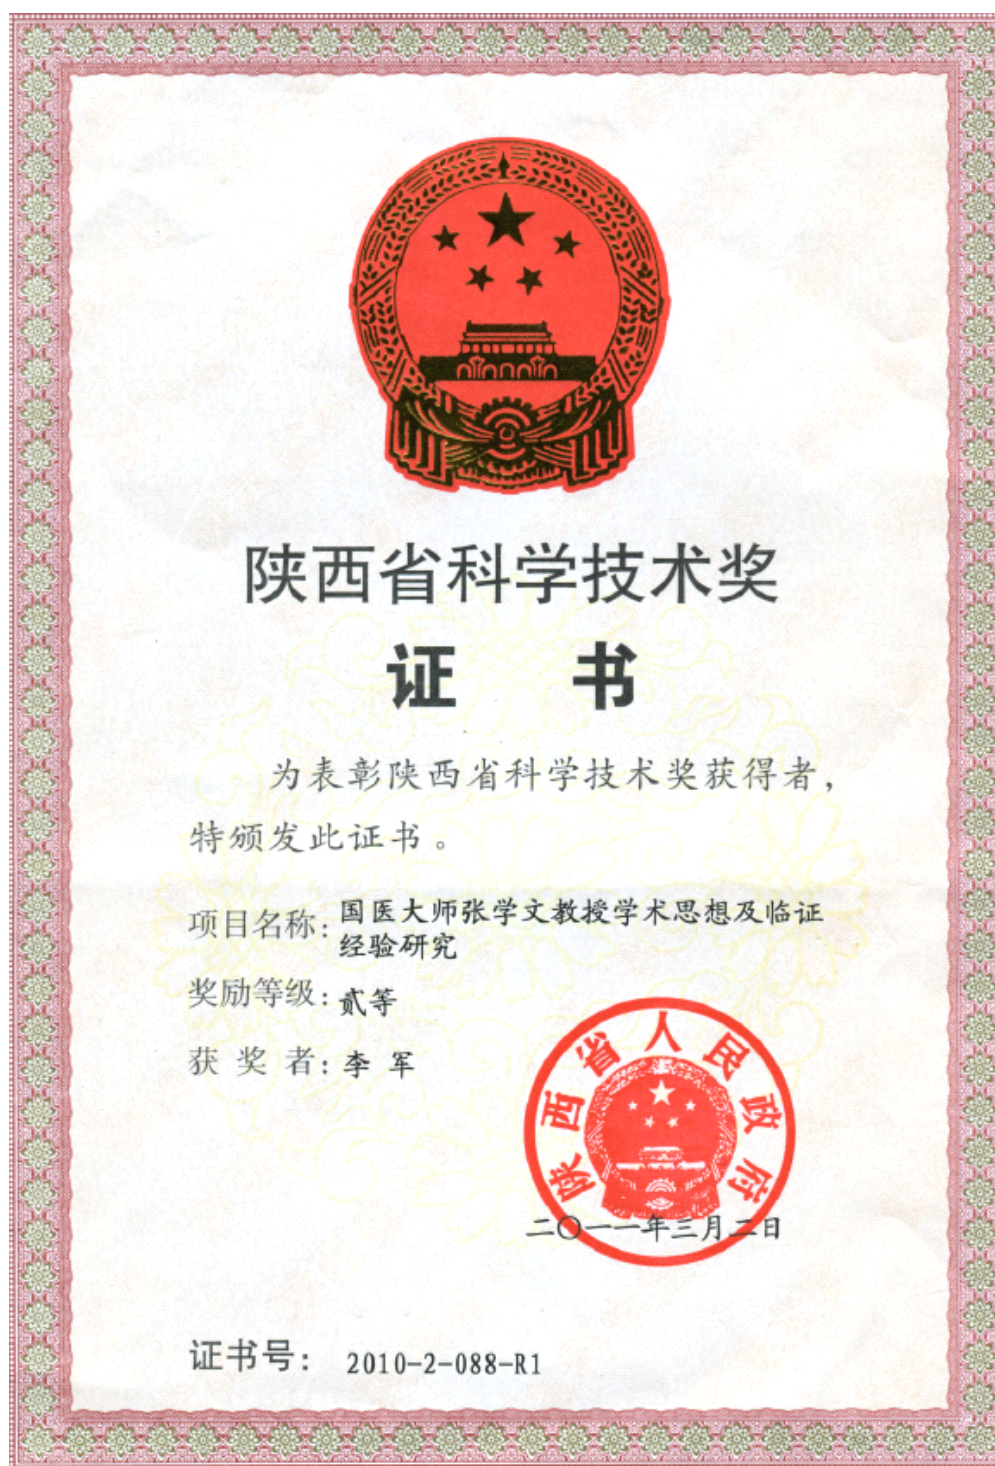 陕西省科学技术奖
证 书
为表彰陕西省科学技术奖获得者，
特颁发此证书。
项目名称：国医大师张学文教授学术思想及临证
经验研究
奖励等级：贰等
获 奖 者：李 军
陕西省人民政府
二〇一一年三月二日
证书号： 2010-2-088-R1